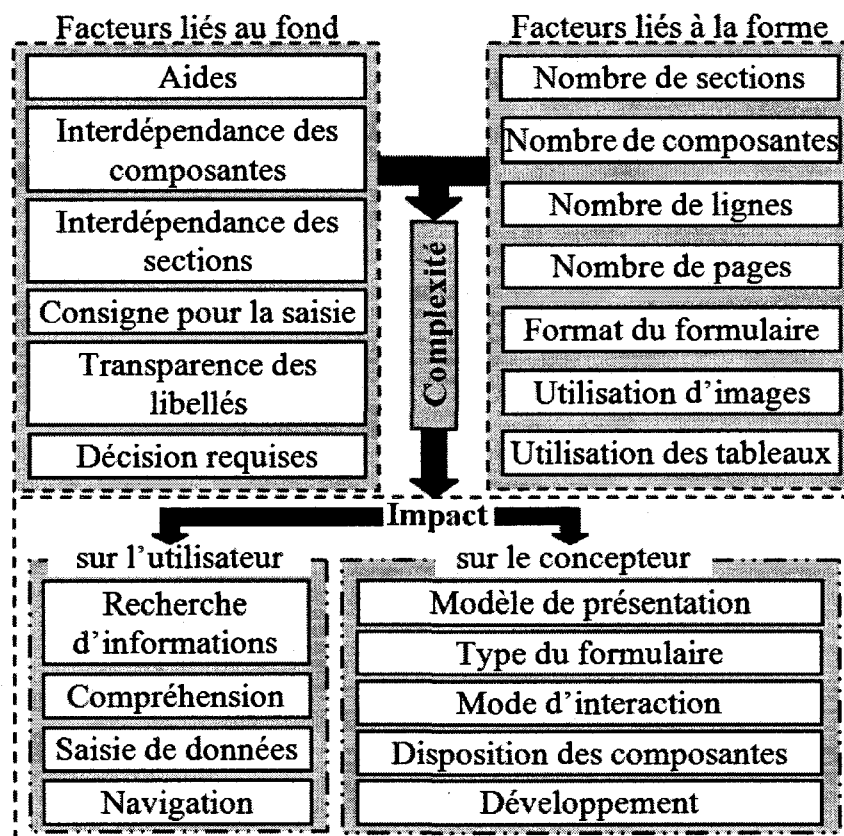 Facteurs liés au fond
Aides
Interdépendance des
composantes
Interdépendance des
sections
Consigne pour la saisie
Transparence des
libellés
Décision requises
Facteurs liés à la forme
Nombre de sections
Nombre de composantes
Nombre de lignes
Nombre de pages
Format du formulaire
Utilisation d'images
Utilisation des tableaux
Complexité
Impact
sur l'utilisateur
Recherche
d'informations
Compréhension
Saisie de données
Navigation
sur le concepteur
Modèle de présentation
Type du formulaire
Mode d'interaction
Disposition des composantes
Développement